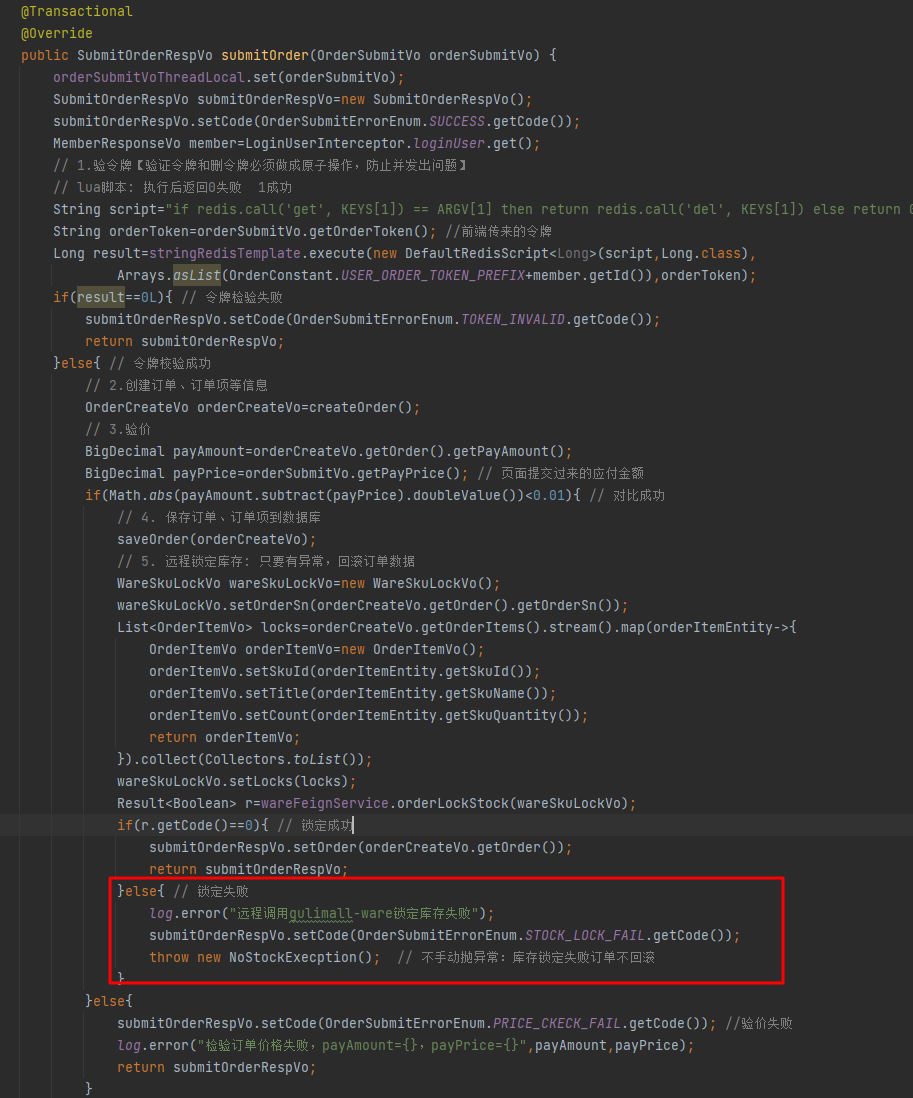 @Transactional
@Override
public SubmitOrderRespVo submitOrder(OrderSubmitVo orderSubmitVo) {
orderSubmitVoThreadLocal.set(orderSubmitVo);
SubmitOrderRespVo submitOrderRespVo=new SubmitOrderRespVo();
submitOrderRespVo.setCode(OrderSubmitErrorEnum.SUCCESS.getCode());
MemberResponseVo member=LoginUserInterceptor.loginUser.get();
// 1.验令牌【验证令牌和删令牌必须做成原子操作，防止并发出问题】
// lua脚本: 执行后返回0失败  1成功
String script="if redis.call('get', KEYS[1]) == ARGV[1] then return redis.call('del', KEYS[1]) else return 0
String orderToken=orderSubmitVo.getOrderToken(); //前端传来的令牌
Long result=stringRedisTemplate.execute(new DefaultRedisScript<Long>(script,Long.class),
Arrays.asList(OrderConstant.USER_ORDER_TOKEN_PREFIX+member.getId()),orderToken);
if(result==0L){ // 令牌检验失败
submitOrderRespVo.setCode(OrderSubmitErrorEnum.TOKEN_INVALID.getCode());
return submitOrderRespVo;
}else{ // 令牌校验成功
// 2.创建订单、订单项等信息
OrderCreateVo orderCreateVo=createOrder();
// 3.验价
BigDecimal payAmount=orderCreateVo.getOrder().getPayAmount();
BigDecimal payPrice=orderSubmitVo.getPayPrice(); // 页面提交过来的应付金额
if(Math.abs(payAmount.subtract(payPrice).doubleValue())<0.01){ // 对比成功
// 4. 保存订单、订单项到数据库
saveOrder(orderCreateVo);
// 5. 远程锁定库存: 只要有异常，回滚订单数据
WareSkuLockVo wareSkuLockVo=new WareSkuLockVo();
wareSkuLockVo.setOrderSn(orderCreateVo.getOrder().getOrderSn());
List<OrderItemVo> locks=orderCreateVo.getOrderItems().stream().map(orderItemEntity->{
OrderItemVo orderItemVo=new OrderItemVo();
orderItemVo.setSkuId(orderItemEntity.getSkuId());
orderItemVo.setTitle(orderItemEntity.getSkuName());
orderItemVo.setCount(orderItemEntity.getSkuQuantity());
return orderItemVo;
}).collect(Collectors.toList());
wareSkuLockVo.setLocks(locks);
Result<Boolean> r=wareFeignService.orderLockStock(wareSkuLockVo);
if(r.getCode()==0){ // 锁定成功
submitOrderRespVo.setOrder(orderCreateVo.getOrder());
return submitOrderRespVo;
}else{ // 锁定失败
log.error("远程调用gulimall-ware锁定库存失败");
submitOrderRespVo.setCode(OrderSubmitErrorEnum.STOCK_LOCK_FAIL.getCode());
throw new NoStockExecption();  // 不手动抛异常: 库存锁定失败订单不回滚
}
}else{
submitOrderRespVo.setCode(OrderSubmitErrorEnum.PRICE_CKECK_FAIL.getCode()); //验价失败
log.error("检验订单价格失败，payAmount={}，payPrice={}",payAmount,payPrice);
return submitOrderRespVo;
}